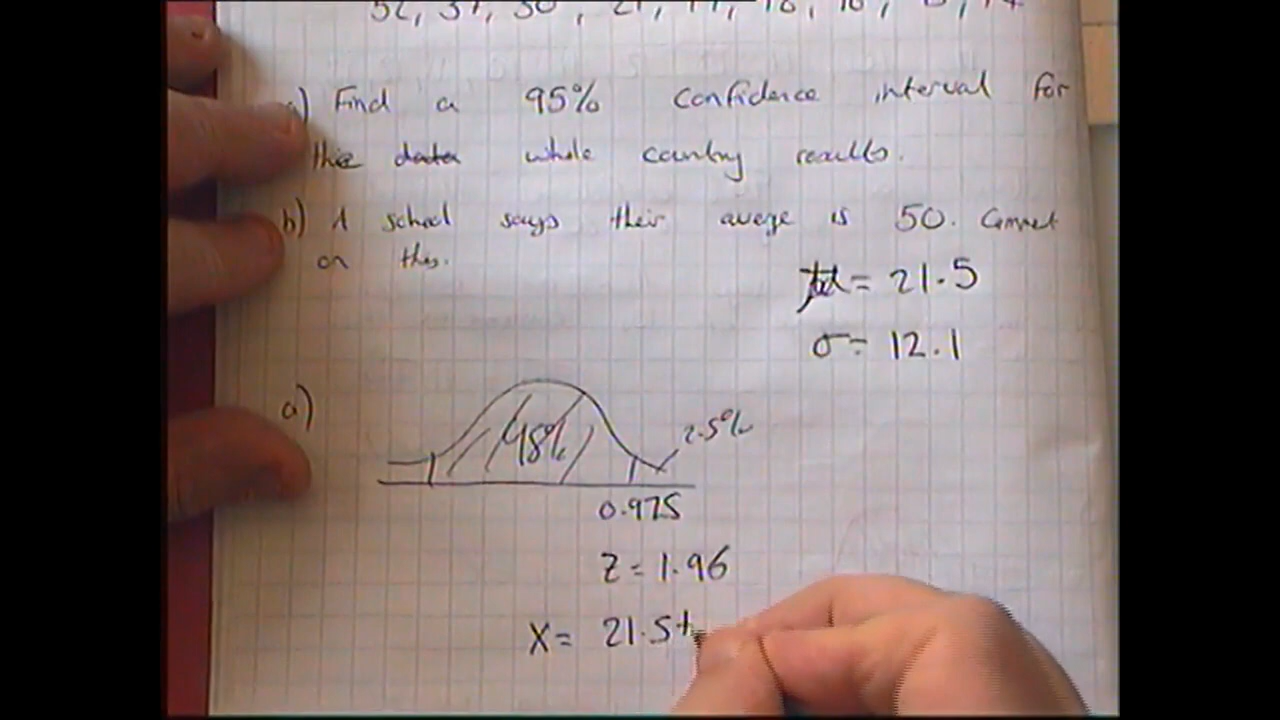 a) Find a 95% confidence interval for
the data whole country results.
b) A school says their average is 50. Comment
on this.
= 21.5
σ = 12.1
a)
2.5%
0.975
Z = 1.96
X = 21.5+